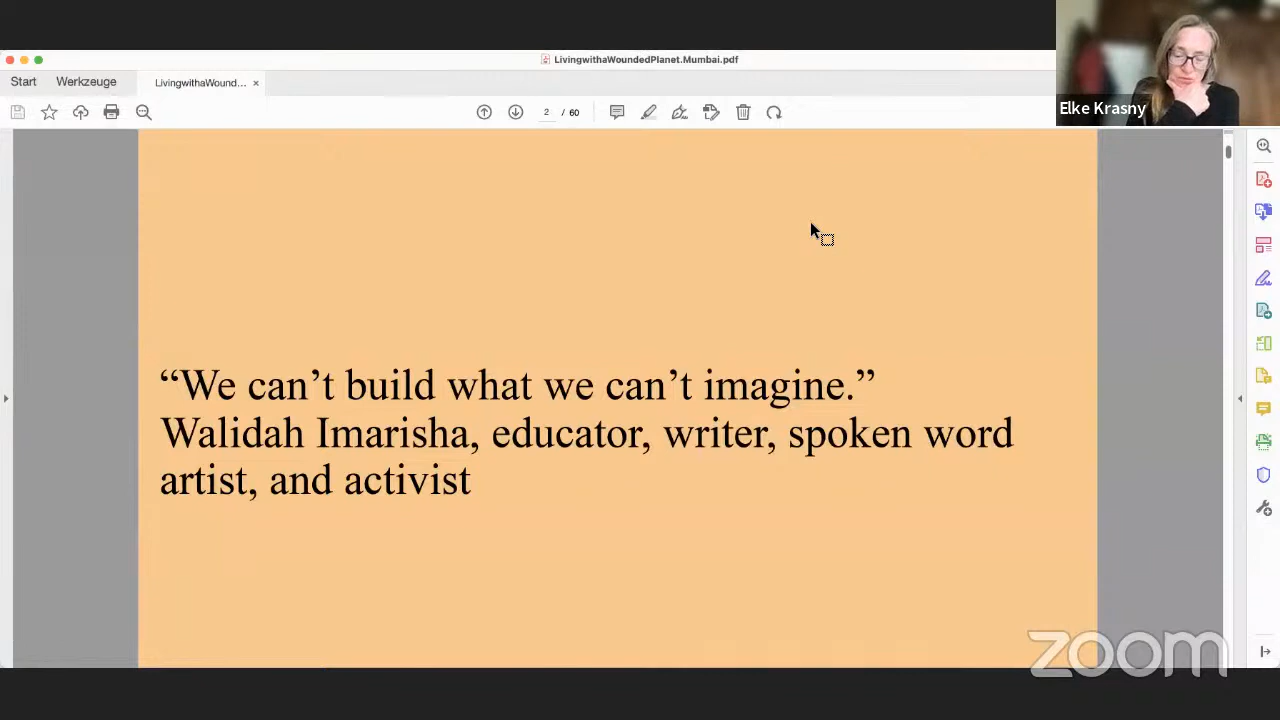 LivingwithaWoundedPlanet.Mumbai.pdf
Elke Krasny
Start
Werkzeuge
LivingwithaWound...
2 / 60
“We can’t build what we can’t imagine.”
Walidah Imarisha, educator, writer, spoken word
artist, and activist
zoom